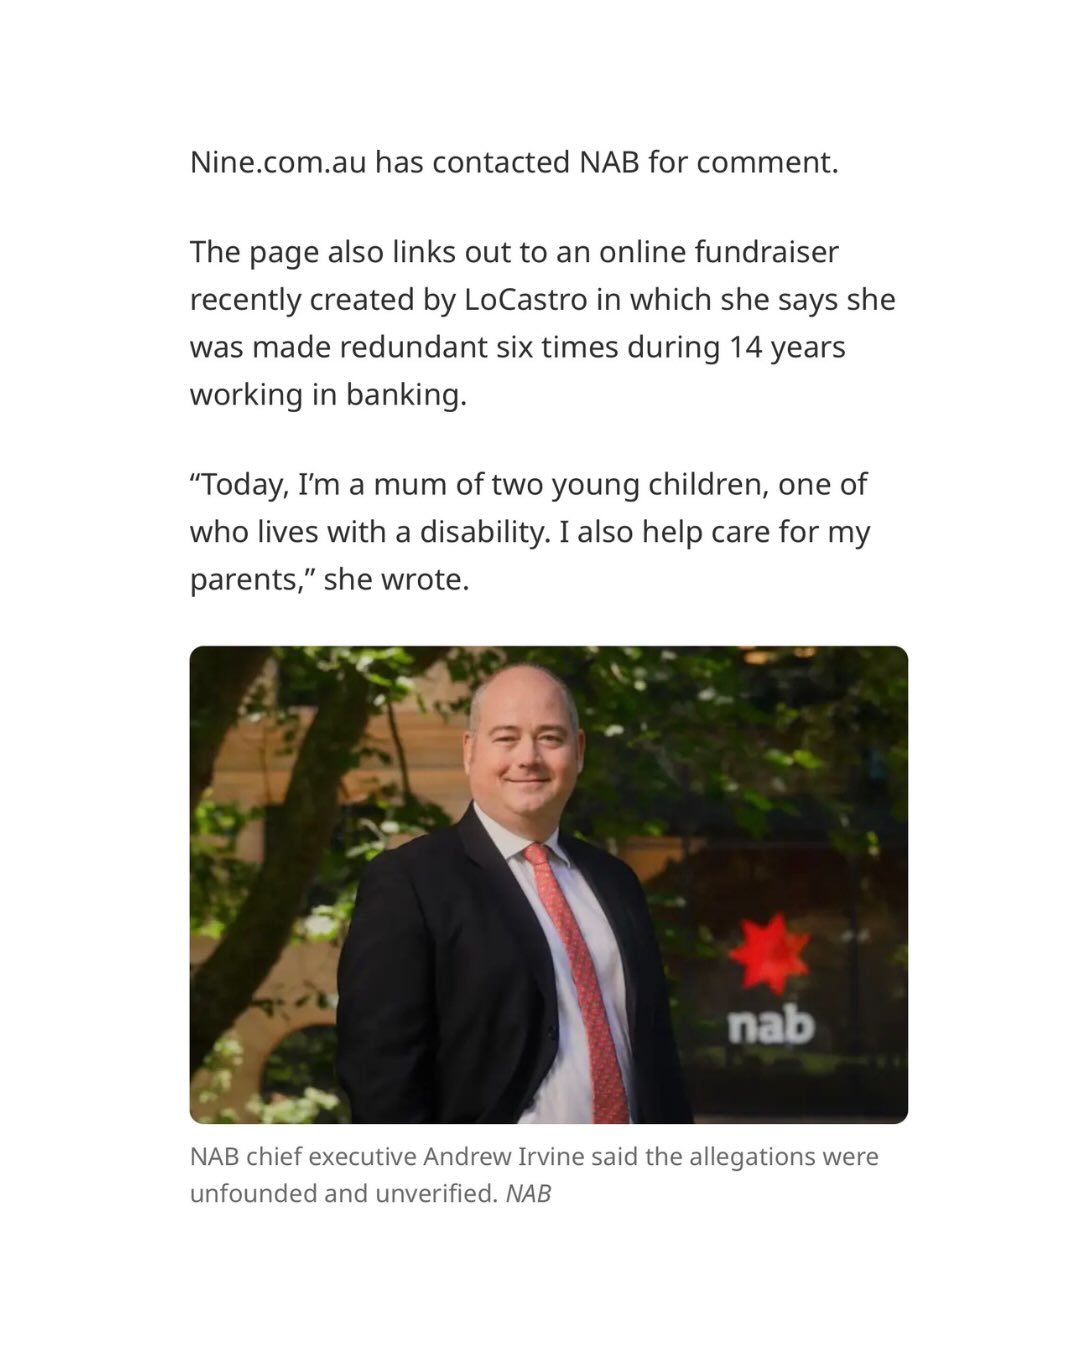 Nine.com.au has contacted NAB for comment.
The page also links out to an online fundraiser
recently created by LoCastro in which she says she
was made redundant six times during 14 years
working in banking.
“Today, I’m a mum of two young children, one of
who lives with a disability. I also help care for my
parents,” she wrote.
nab
NAB chief executive Andrew Irvine said the allegations were
unfounded and unverified. NAB